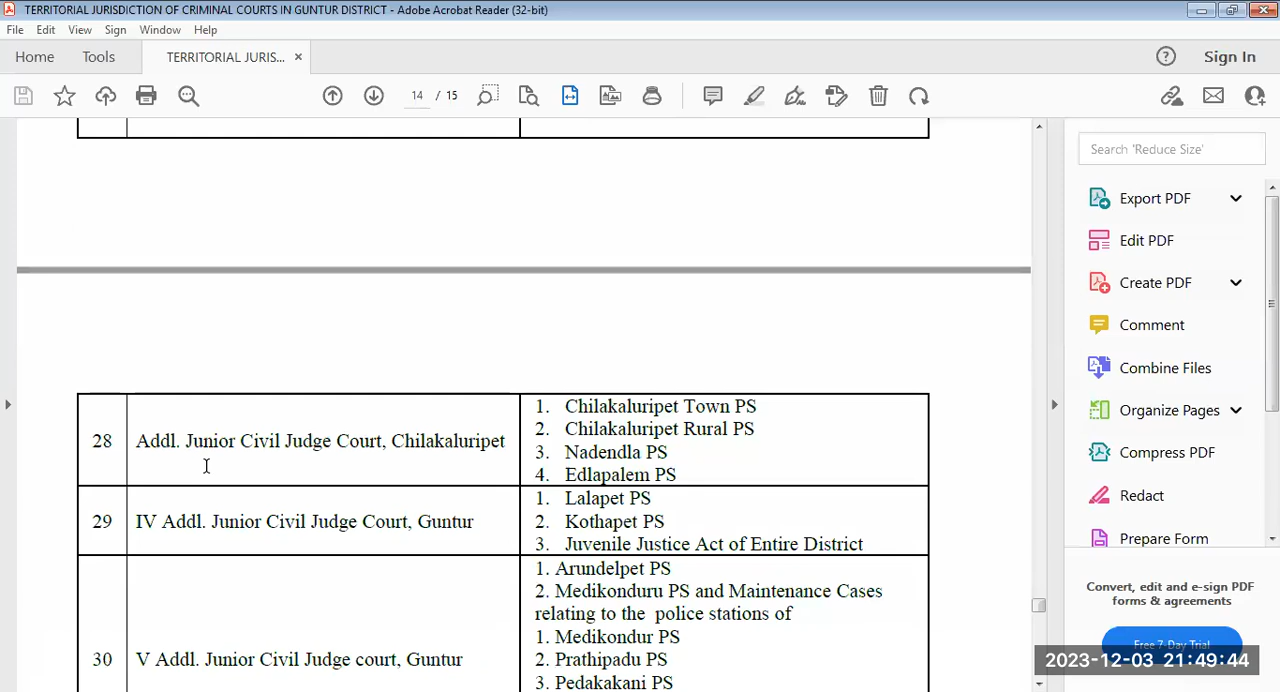 TERRITORIAL JURISDICTION OF CRIMINAL COURTS IN GUNTUR DISTRICT - Adobe Acrobat Reader (32-bit)
File Edit View Sign Window Help
Home Tools TERRITORIAL JURIS... × ? Sign In
14 / 15
Search 'Reduce Size'
Export PDF
Edit PDF
Create PDF
Comment
Combine Files
Organize Pages
Compress PDF
Redact
Prepare Form
Convert, edit and e-sign PDF
forms & agreements
Free 7-Day Trial
2023-12-03 21:49:44
28 Addl. Junior Civil Judge Court, Chilakaluripet
1. Chilakaluripet Town PS
2. Chilakaluripet Rural PS
3. Nadendla PS
4. Edlapalem PS
29 IV Addl. Junior Civil Judge Court, Guntur
1. Lalapet PS
2. Kothapet PS
3. Juvenile Justice Act of Entire District
30 V Addl. Junior Civil Judge court, Guntur
1. Arundelpet PS
2. Medikonduru PS and Maintenance Cases
relating to the police stations of
1. Medikondur PS
2. Prathipadu PS
3. Pedakakani PS